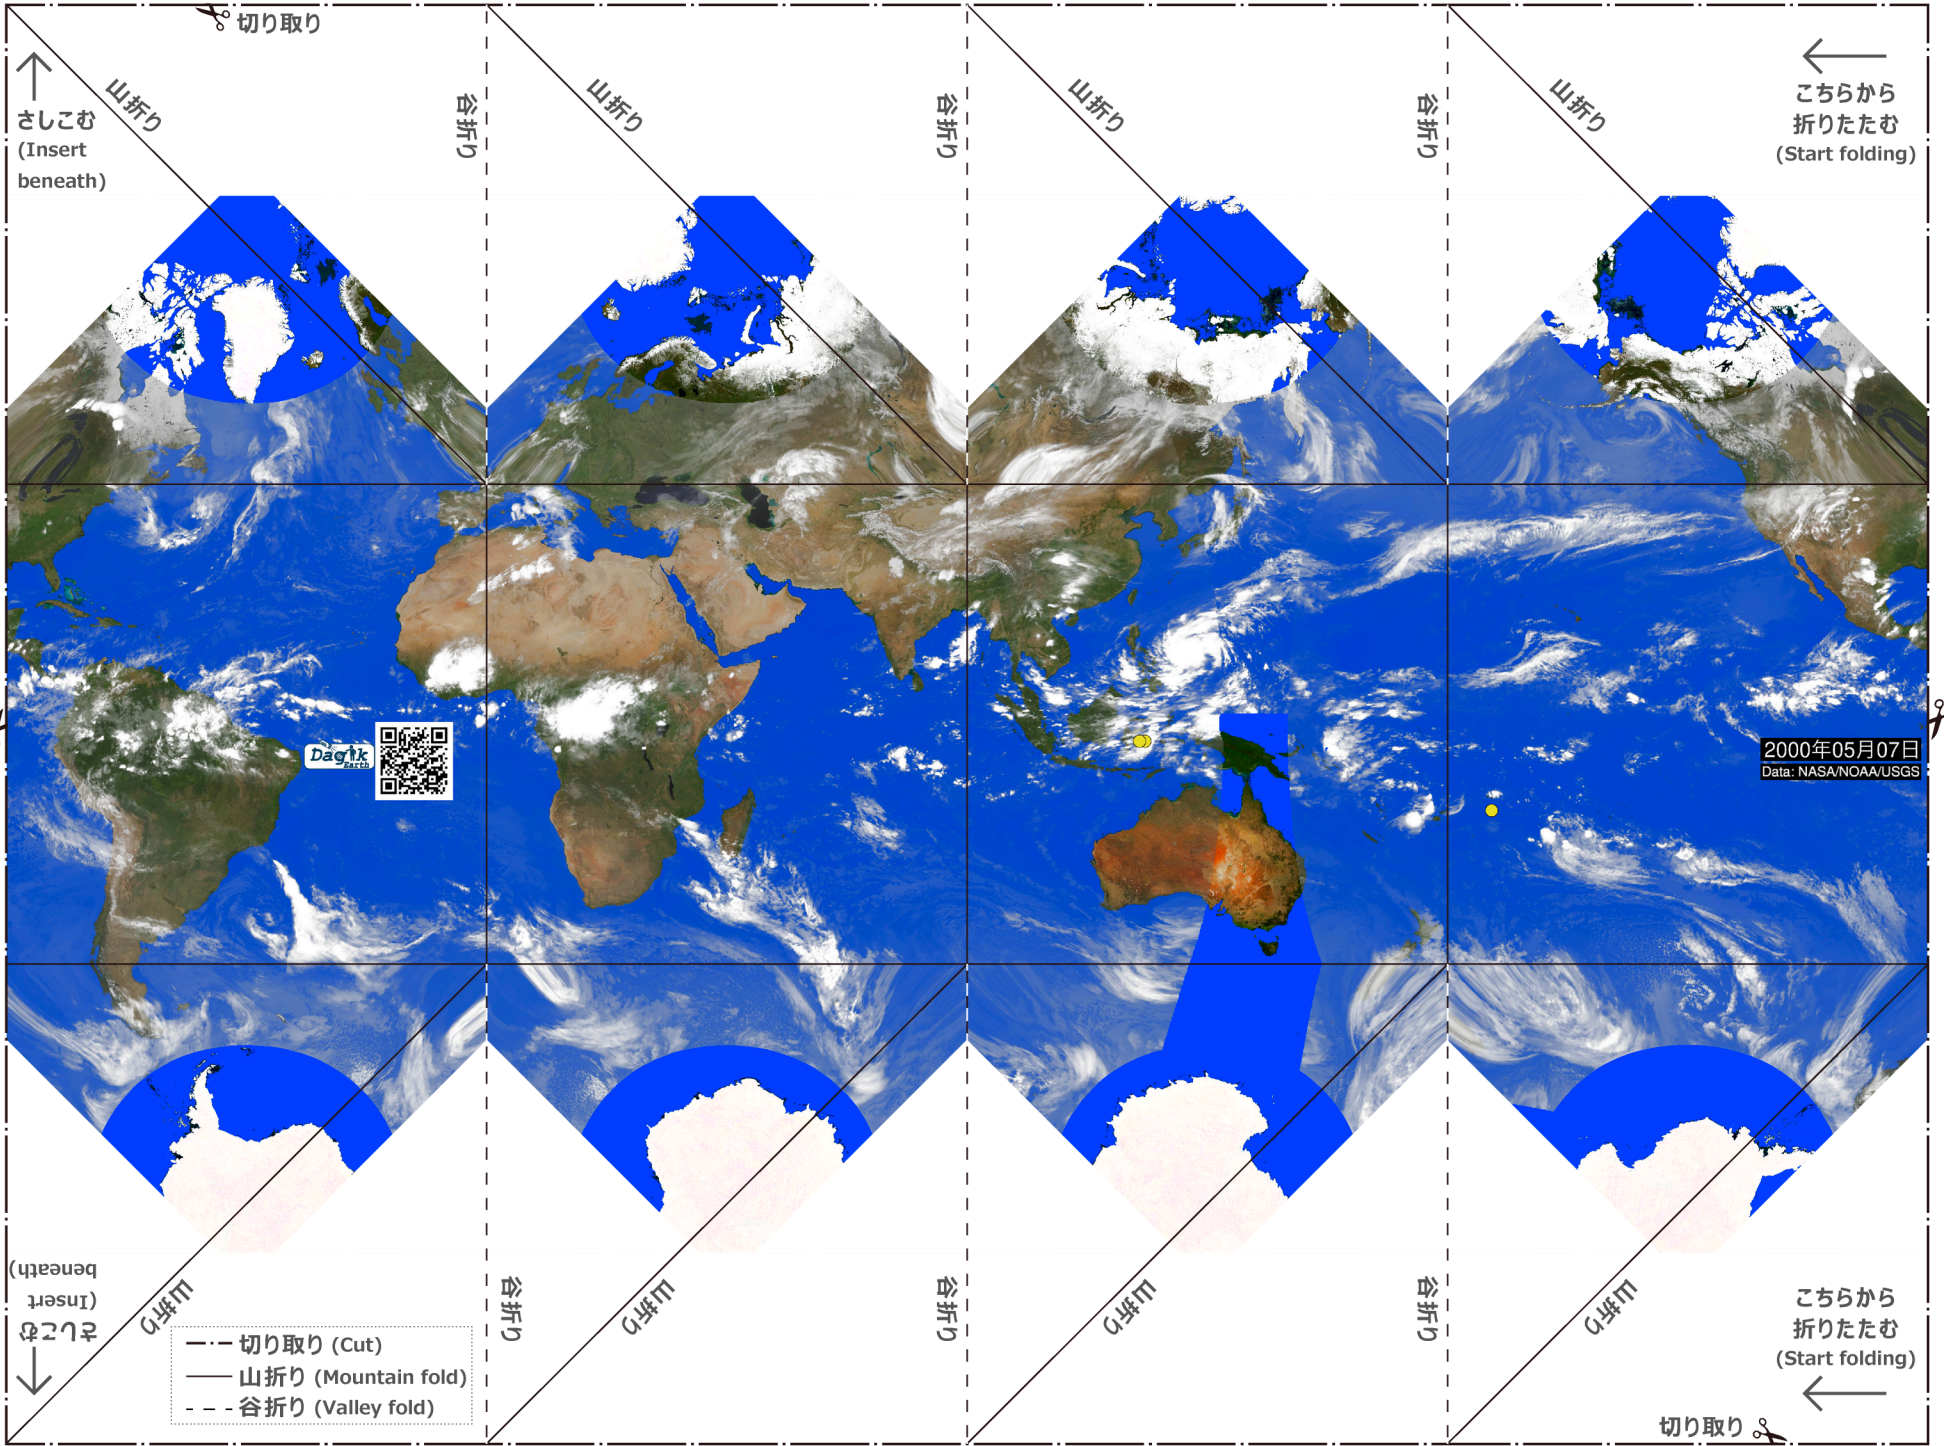 切り取り
山折り
谷折り
山折り
谷折り
山折り
谷折り
山折り
さしこむ
(Insert
beneath)
こちらから
折りたたむ
(Start folding)
Dagik
Earth
2000年05月07日
Data: NASA/NOAA/USGS
さしこむ
(Insert
beneath)
山折り
谷折り
山折り
谷折り
山折り
谷折り
山折り
こちらから
折りたたむ
(Start folding)
切り取り (Cut)
山折り (Mountain fold)
谷折り (Valley fold)
切り取り